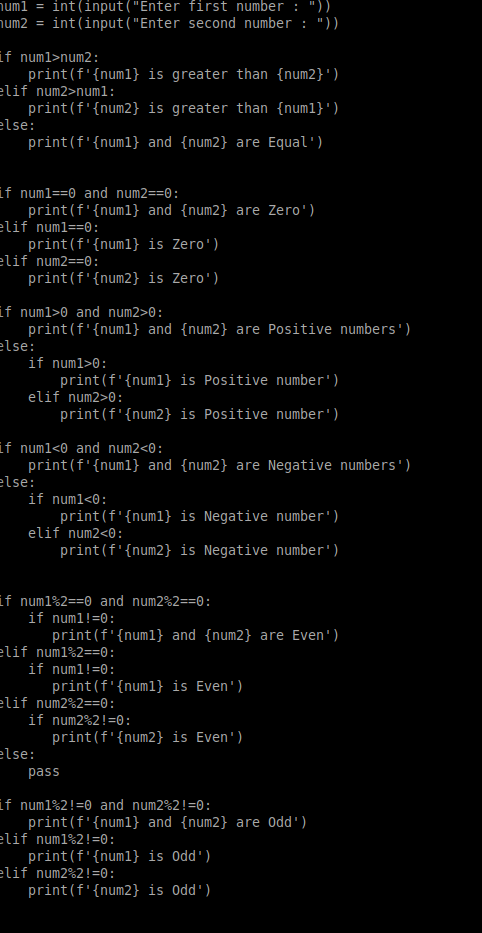 num1 = int(input("Enter first number : "))
num2 = int(input("Enter second number : "))

if num1>num2:
    print(f'{num1} is greater than {num2}')
elif num2>num1:
    print(f'{num2} is greater than {num1}')
else:
    print(f'{num1} and {num2} are Equal')


if num1==0 and num2==0:
    print(f'{num1} and {num2} are Zero')
elif num1==0:
    print(f'{num1} is Zero')
elif num2==0:
    print(f'{num2} is Zero')

if num1>0 and num2>0:
    print(f'{num1} and {num2} are Positive numbers')
else:
    if num1>0:
        print(f'{num1} is Positive number')
    elif num2>0:
        print(f'{num2} is Positive number')

if num1<0 and num2<0:
    print(f'{num1} and {num2} are Negative numbers')
else:
    if num1<0:
        print(f'{num1} is Negative number')
    elif num2<0:
        print(f'{num2} is Negative number')


if num1%2==0 and num2%2==0:
    if num1!=0:
       print(f'{num1} and {num2} are Even')
elif num1%2==0:
    if num1!=0:
       print(f'{num1} is Even')
elif num2%2==0:
    if num2%2!=0:
       print(f'{num2} is Even')
else:
    pass

if num1%2!=0 and num2%2!=0:
    print(f'{num1} and {num2} are Odd')
elif num1%2!=0:
    print(f'{num1} is Odd')
elif num2%2!=0:
    print(f'{num2} is Odd')